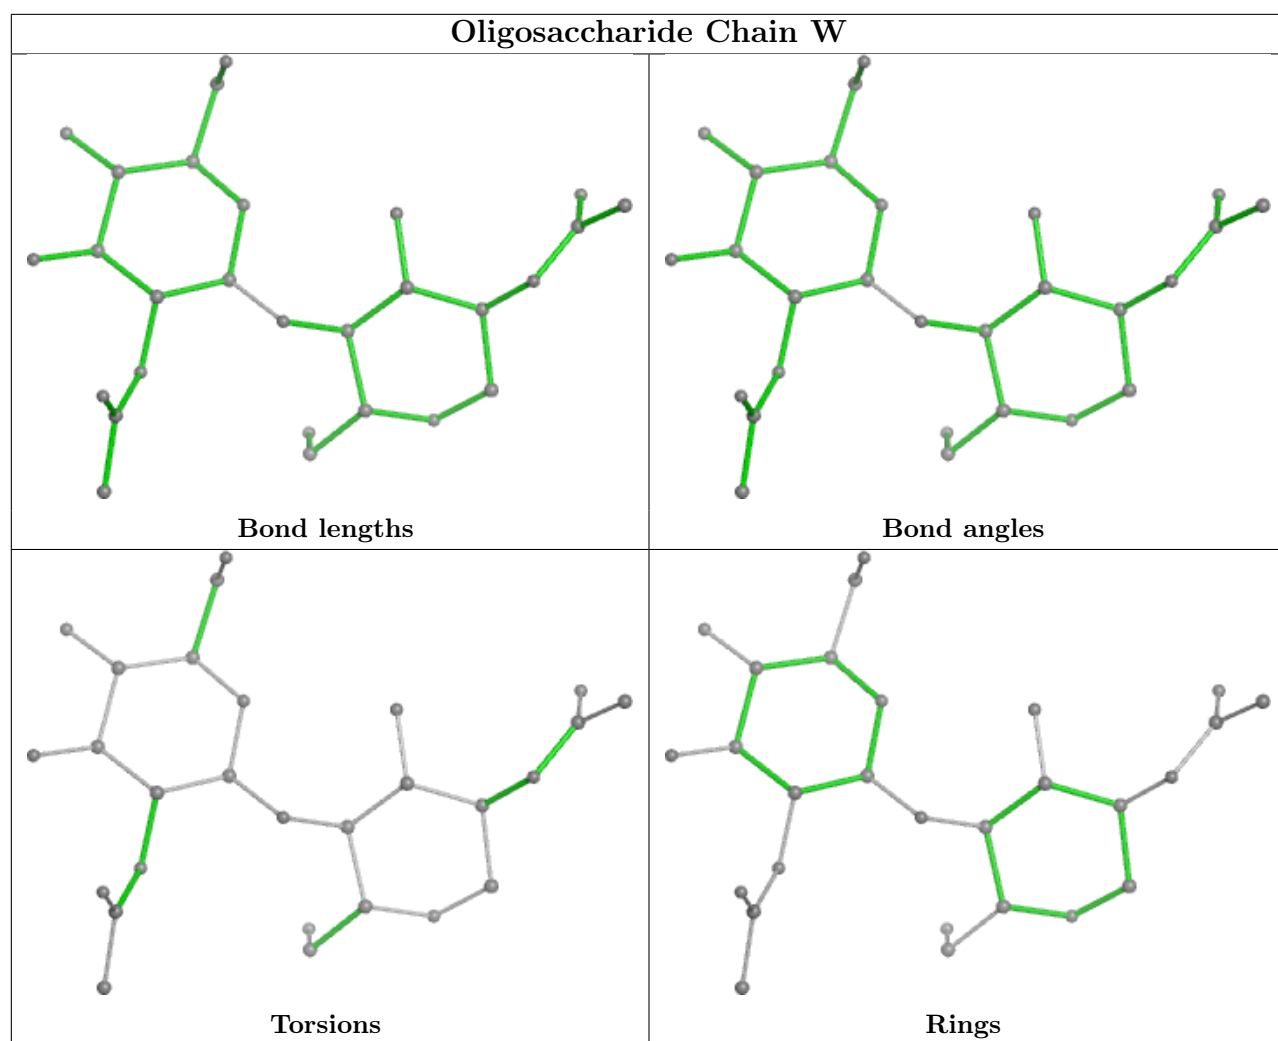 Oligosaccharide Chain W
Bond lengths
Bond angles
Torsions
Rings